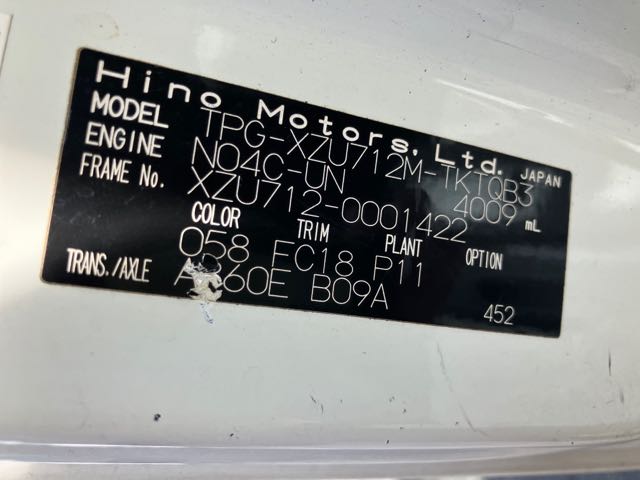 Hino Motors, Ltd. JAPAN
MODEL TPG-XZU712M-TKTQB3
ENGINE N04C-UN 4009 mL
FRAME No. XZU712-0001422
COLOR TRIM PLANT OPTION
058 FC18 P11
TRANS./AXLE B09A
452